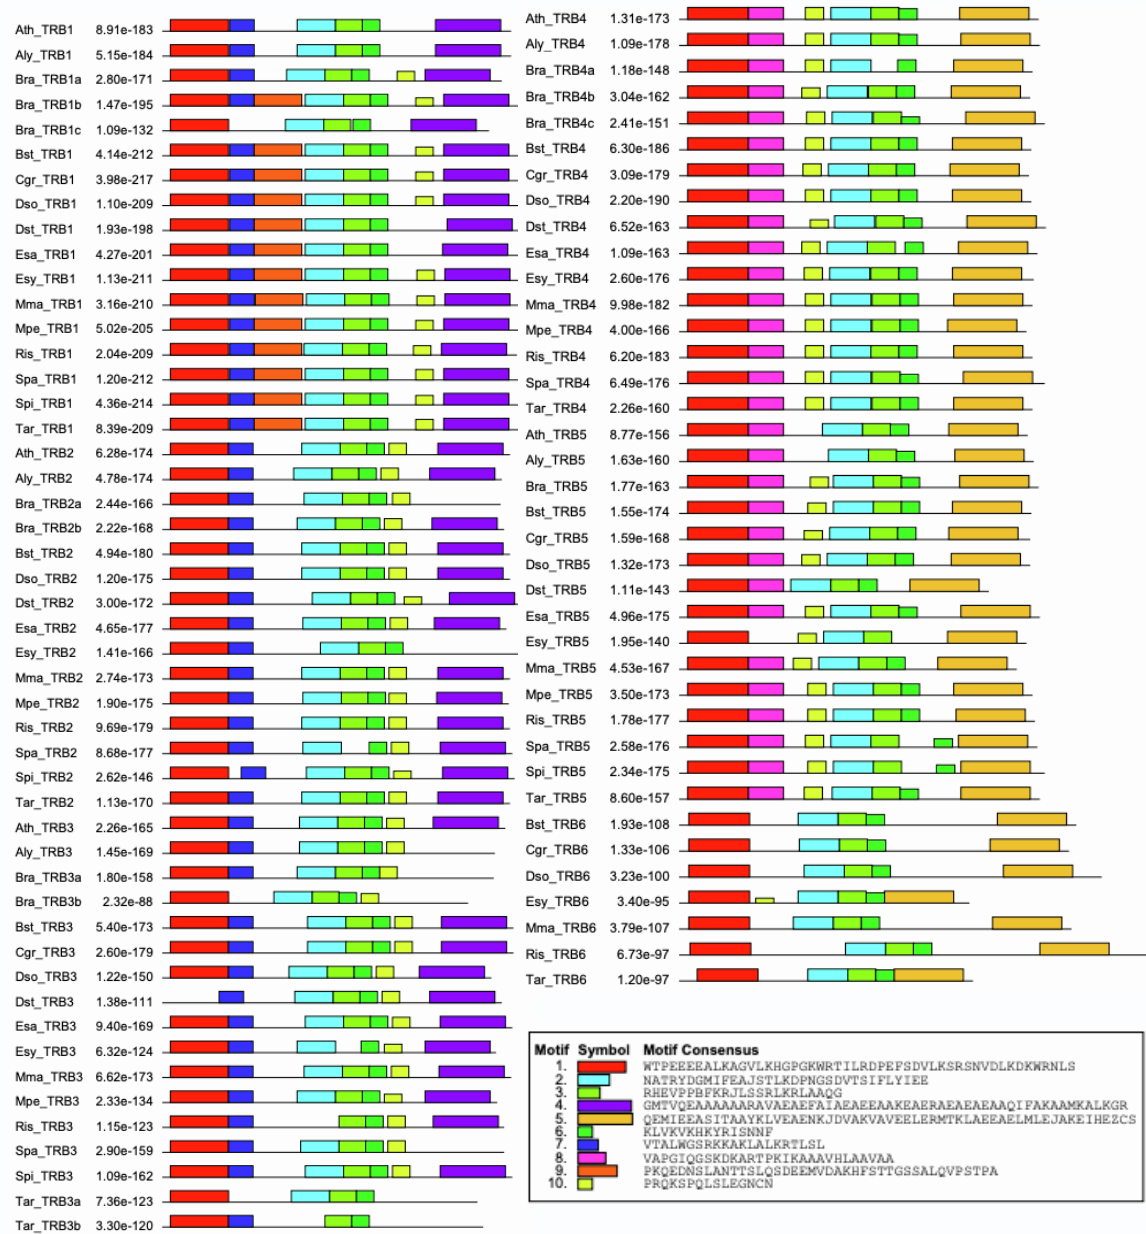 Ath_TRB1 8.91e-183
Aly_TRB1 5.15e-184
Bra_TRB1a 2.80e-171
Bra_TRB1b 1.47e-195
Bra_TRB1c 1.09e-132
Bst_TRB1 4.14e-212
Cgr_TRB1 3.98e-217
Dso_TRB1 1.10e-209
Dst_TRB1 1.93e-198
Esa_TRB1 4.27e-201
Esy_TRB1 1.13e-211
Mma_TRB1 3.16e-210
Mpe_TRB1 5.02e-205
Ris_TRB1 2.04e-209
Spa_TRB1 1.20e-212
Spi_TRB1 4.36e-214
Tar_TRB1 8.39e-209
Ath_TRB2 6.28e-174
Aly_TRB2 4.78e-174
Bra_TRB2a 2.44e-166
Bra_TRB2b 2.22e-168
Bst_TRB2 4.94e-180
Dso_TRB2 1.20e-175
Dst_TRB2 3.00e-172
Esa_TRB2 4.65e-177
Esy_TRB2 1.41e-166
Mma_TRB2 2.74e-173
Mpe_TRB2 1.90e-175
Ris_TRB2 9.69e-179
Spa_TRB2 8.68e-177
Spi_TRB2 2.62e-146
Tar_TRB2 1.13e-170
Ath_TRB3 2.26e-165
Aly_TRB3 1.45e-169
Bra_TRB3a 1.80e-158
Bra_TRB3b 2.32e-88
Bst_TRB3 5.40e-173
Cgr_TRB3 2.60e-179
Dso_TRB3 1.22e-150
Dst_TRB3 1.38e-111
Esa_TRB3 9.40e-169
Esy_TRB3 6.32e-124
Mma_TRB3 6.62e-173
Mpe_TRB3 2.33e-134
Ris_TRB3 1.15e-123
Spa_TRB3 2.90e-159
Spi_TRB3 1.09e-162
Tar_TRB3a 7.36e-123
Tar_TRB3b 3.30e-120
Ath_TRB4 1.31e-173
Aly_TRB4 1.09e-178
Bra_TRB4a 1.18e-148
Bra_TRB4b 3.04e-162
Bra_TRB4c 2.41e-151
Bst_TRB4 6.30e-186
Cgr_TRB4 3.09e-179
Dso_TRB4 2.20e-190
Dst_TRB4 6.52e-163
Esa_TRB4 1.09e-163
Esy_TRB4 2.60e-176
Mma_TRB4 9.98e-182
Mpe_TRB4 4.00e-166
Ris_TRB4 6.20e-183
Spa_TRB4 6.49e-176
Tar_TRB4 2.26e-160
Ath_TRB5 8.77e-156
Aly_TRB5 1.63e-160
Bra_TRB5 1.77e-163
Bst_TRB5 1.55e-174
Cgr_TRB5 1.59e-168
Dso_TRB5 1.32e-173
Dst_TRB5 1.11e-143
Esa_TRB5 4.96e-175
Esy_TRB5 1.95e-140
Mma_TRB5 4.53e-167
Mpe_TRB5 3.50e-173
Ris_TRB5 1.78e-177
Spa_TRB5 2.58e-176
Spi_TRB5 2.34e-175
Tar_TRB5 8.60e-157
Bst_TRB6 1.93e-108
Cgr_TRB6 1.33e-106
Dso_TRB6 3.23e-100
Esy_TRB6 3.40e-95
Mma_TRB6 3.79e-107
Ris_TRB6 6.73e-97
Tar_TRB6 1.20e-97
Motif Symbol Motif Consensus
1. WTPEEEEALKAGVLKHGPGKWRTILRDPEFSDVLKSRSNVDLKDKWRNLS
2. NATRYDGMIFEAJSTLKDPNGSDVTSIFLYIEE
3. RHEVPPBFKRJLSSRLKRLAAQG
4. GMTVQEAAAAAARAVAEAEFAIAEAEEAAKEAERAEAEAEAAQIFAKAAMKALKGR
5. QEMIEEASITAAYKLVEAENKJDVAKVAVEELERMTKLAEEAELMLEJAKEIHEZCS
6. KLVKVKHKYRISNNF
7. VTALWGSRKKAKLALKRTLSL
8. VAPGIQGSKDKARTPKIKAAAVHLAAVAA
9. PKQEDNSLANTTSLQSDEEMVDAKHFSTTGSSALQVPSTPA
10. PRQKSPQLSLEGNCN